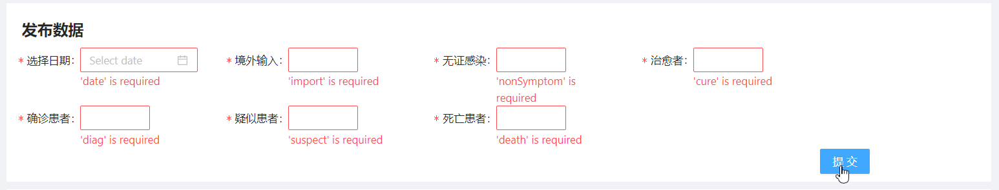 发布数据
* 选择日期: Select date * 境外输入: * 无证感染: * 治愈者:
'date' is required 'import' is required 'nonSymptom' is required 'cure' is required
* 确诊患者: * 疑似患者: * 死亡患者:
'diag' is required 'suspect' is required 'death' is required
提 交